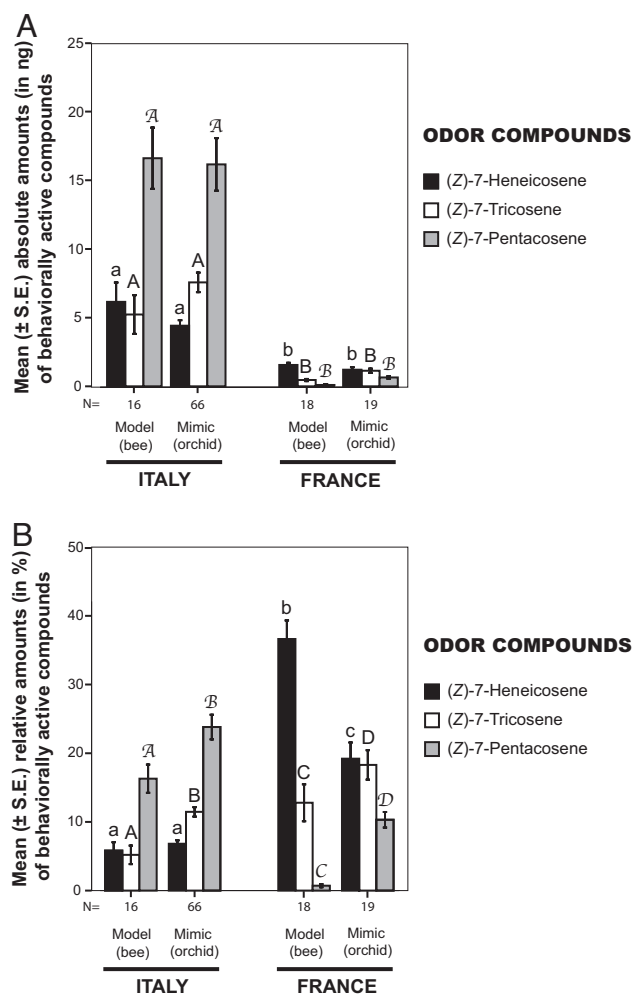 A
Mean (± S.E.) absolute amounts (in ng)
of behaviorally active compounds
25
20
15
10
5
0
a
A
𝒜
a
A
𝒜
b
B
ℬ
b
B
ℬ
N=
16
66
18
19
Model
(bee)
Mimic
(orchid)
Model
(bee)
Mimic
(orchid)
ITALY
FRANCE
ODOR COMPOUNDS
(Z)-7-Heneicosene
(Z)-7-Tricosene
(Z)-7-Pentacosene
B
Mean (± S.E.) relative amounts (in %)
of behaviorally active compounds
50
40
30
20
10
0
a
A
𝒜
a
B
ℬ
b
C
𝒞
c
D
𝒟
N=
16
66
18
19
Model
(bee)
Mimic
(orchid)
Model
(bee)
Mimic
(orchid)
ITALY
FRANCE
ODOR COMPOUNDS
(Z)-7-Heneicosene
(Z)-7-Tricosene
(Z)-7-Pentacosene